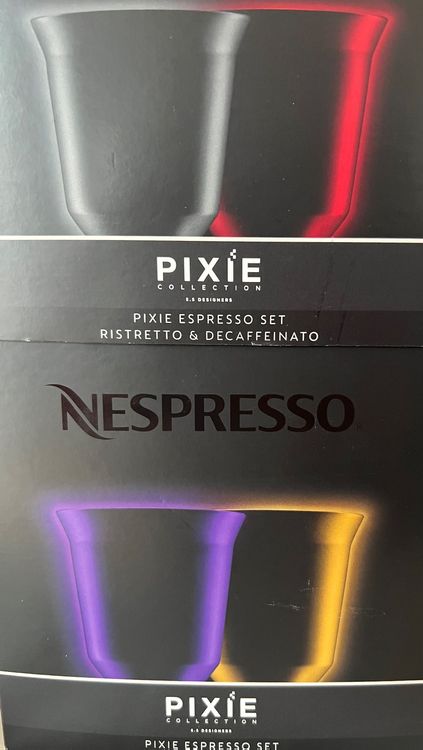 PIXIE
COLLECTION
5.5 DESIGNERS
PIXIE ESPRESSO SET
RISTRETTO & DECAFFEINATO
NESPRESSO
PIXIE
COLLECTION
5.5 DESIGNERS
PIXIE ESPRESSO SET